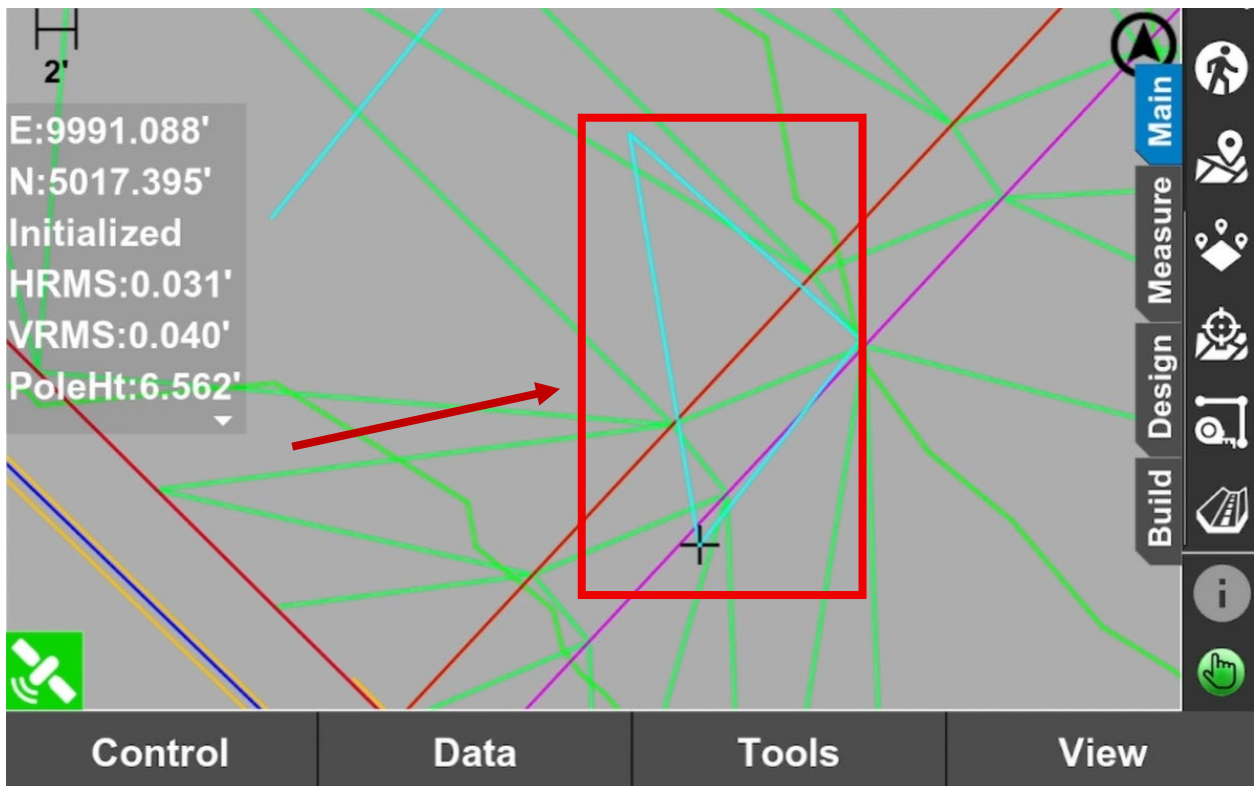 2'
E:9991.088'
N:5017.395'
Initialized
HRMS:0.031'
VRMS:0.040'
PoleHt:6.562'
Main
Measure
Design
Build
i
Control
Data
Tools
View